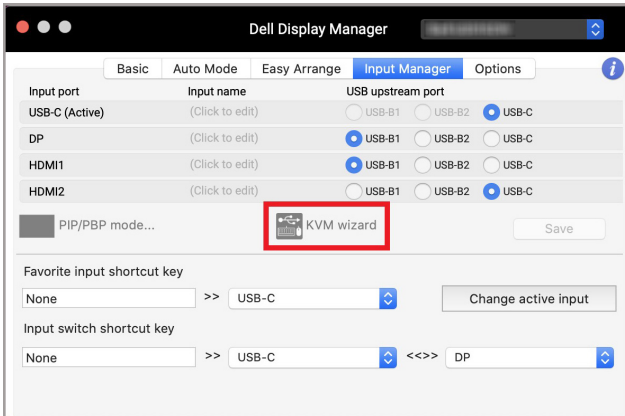 Dell Display Manager
Basic Auto Mode Easy Arrange Input Manager Options i
Input port Input name USB upstream port
USB-C (Active) (Click to edit) USB-B1 USB-B2 USB-C
DP (Click to edit) USB-B1 USB-B2 USB-C
HDMI1 (Click to edit) USB-B1 USB-B2 USB-C
HDMI2 (Click to edit) USB-B1 USB-B2 USB-C
PIP/PBP mode... KVM wizard Save
Favorite input shortcut key
None >> USB-C Change active input
Input switch shortcut key
None >> USB-C <<>> DP